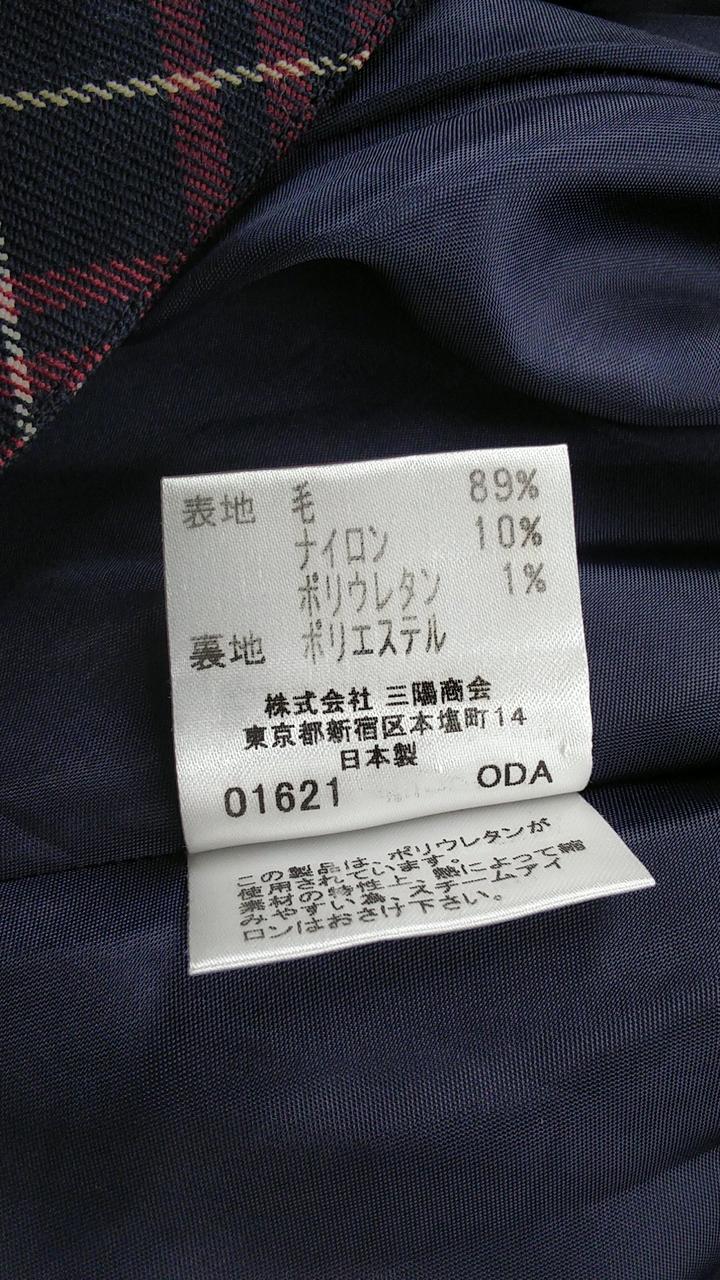 表地 毛 89%
ナイロン 10%
ポリウレタン 1%
裏地 ポリエステル
株式会社 三陽商会
東京都新宿区本塩町14
日本製
01621 ODA
この製品は、ポリウレタンが
使用されています。
素材の特性上、熱によって縮
みやすい為、スチームアイ
ロンはおさけ下さい。